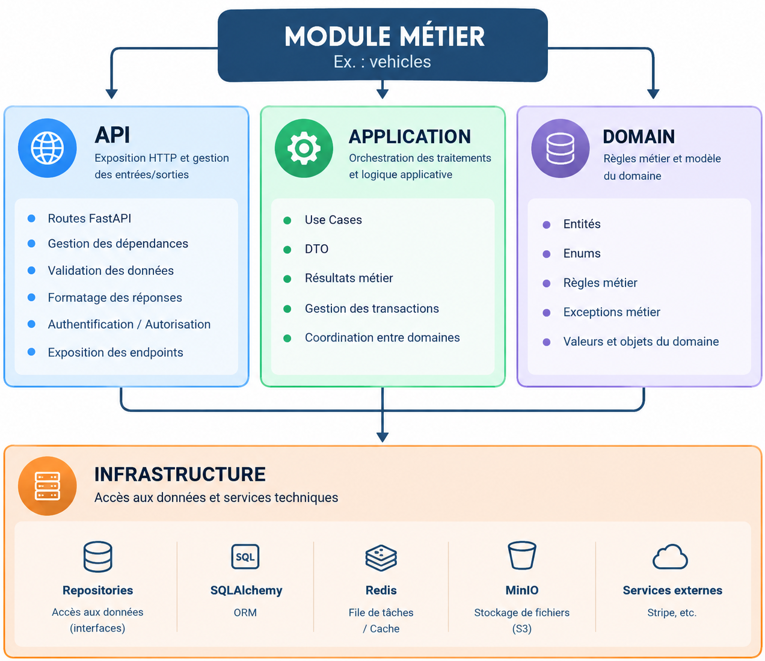 MODULE MÉTIER
Ex. : vehicles
API
Exposition HTTP et gestion
des entrées/sorties
Routes FastAPI
Gestion des dépendances
Validation des données
Formatage des réponses
Authentification / Autorisation
Exposition des endpoints
APPLICATION
Orchestration des traitements
et logique applicative
Use Cases
DTO
Résultats métier
Gestion des transactions
Coordination entre domaines
DOMAIN
Règles métier et modèle
du domaine
Entités
Enums
Règles métier
Exceptions métier
Valeurs et objets du domaine
INFRASTRUCTURE
Accès aux données et services techniques
Repositories
Accès aux données
(interfaces)
SQL
SQLAlchemy
ORM
Redis
File de tâches
/ Cache
MinIO
Stockage de fichiers
(S3)
Services externes
Stripe, etc.